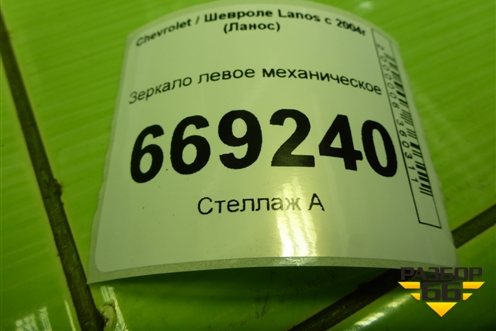 Chevrolet / Шевроле Lanos с 2004г
(Ланос)
Зеркало левое механическое
669240
Стеллаж А
РАЗБОР
66